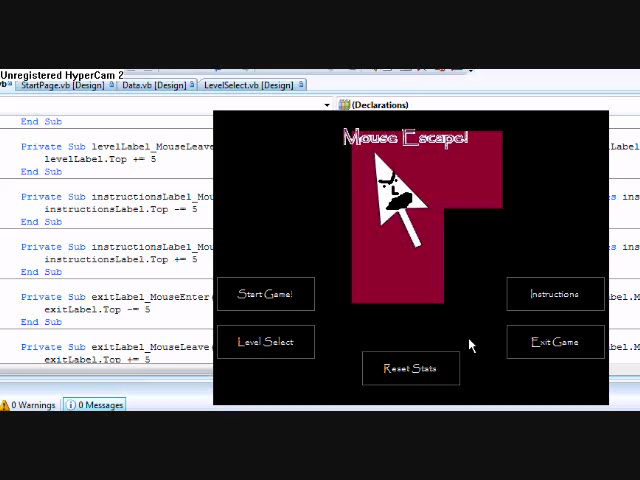 Unregistered HyperCam 2
vb StartPage.vb [Design] Data.vb [Design] LevelSelect.vb [Design]
(Declarations)
End Sub
Private Sub levelLabel_MouseLeave
levelLabel.Top += 5
End Sub
Private Sub instructionsLabel_Mou
instructionsLabel.Top -= 5
End Sub
Private Sub instructionsLabel_Mou
instructionsLabel.Top += 5
End Sub
Private Sub exitLabel_MouseEnter(
exitLabel.Top -= 5
End Sub
Private Sub exitLabel_MouseLeave(
exitLabel.Top += 5
0 Warnings 0 Messages
Mouse Escape!
Start Game!
Instructions
Level Select
Exit Game
Reset Stats